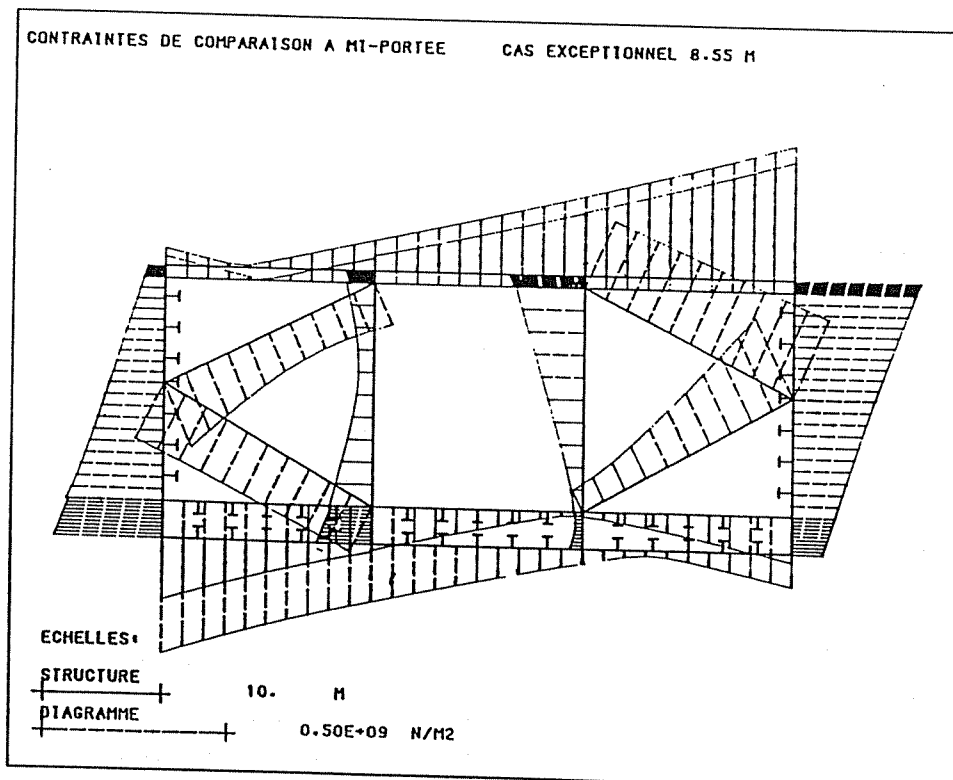 CONTRAINTES DE COMPARAISON A MI-PORTEE CAS EXCEPTIONNEL 8.55 M
ECHELLES:
STRUCTURE
10. M
DIAGRAMME
0.50E+09 N/M2